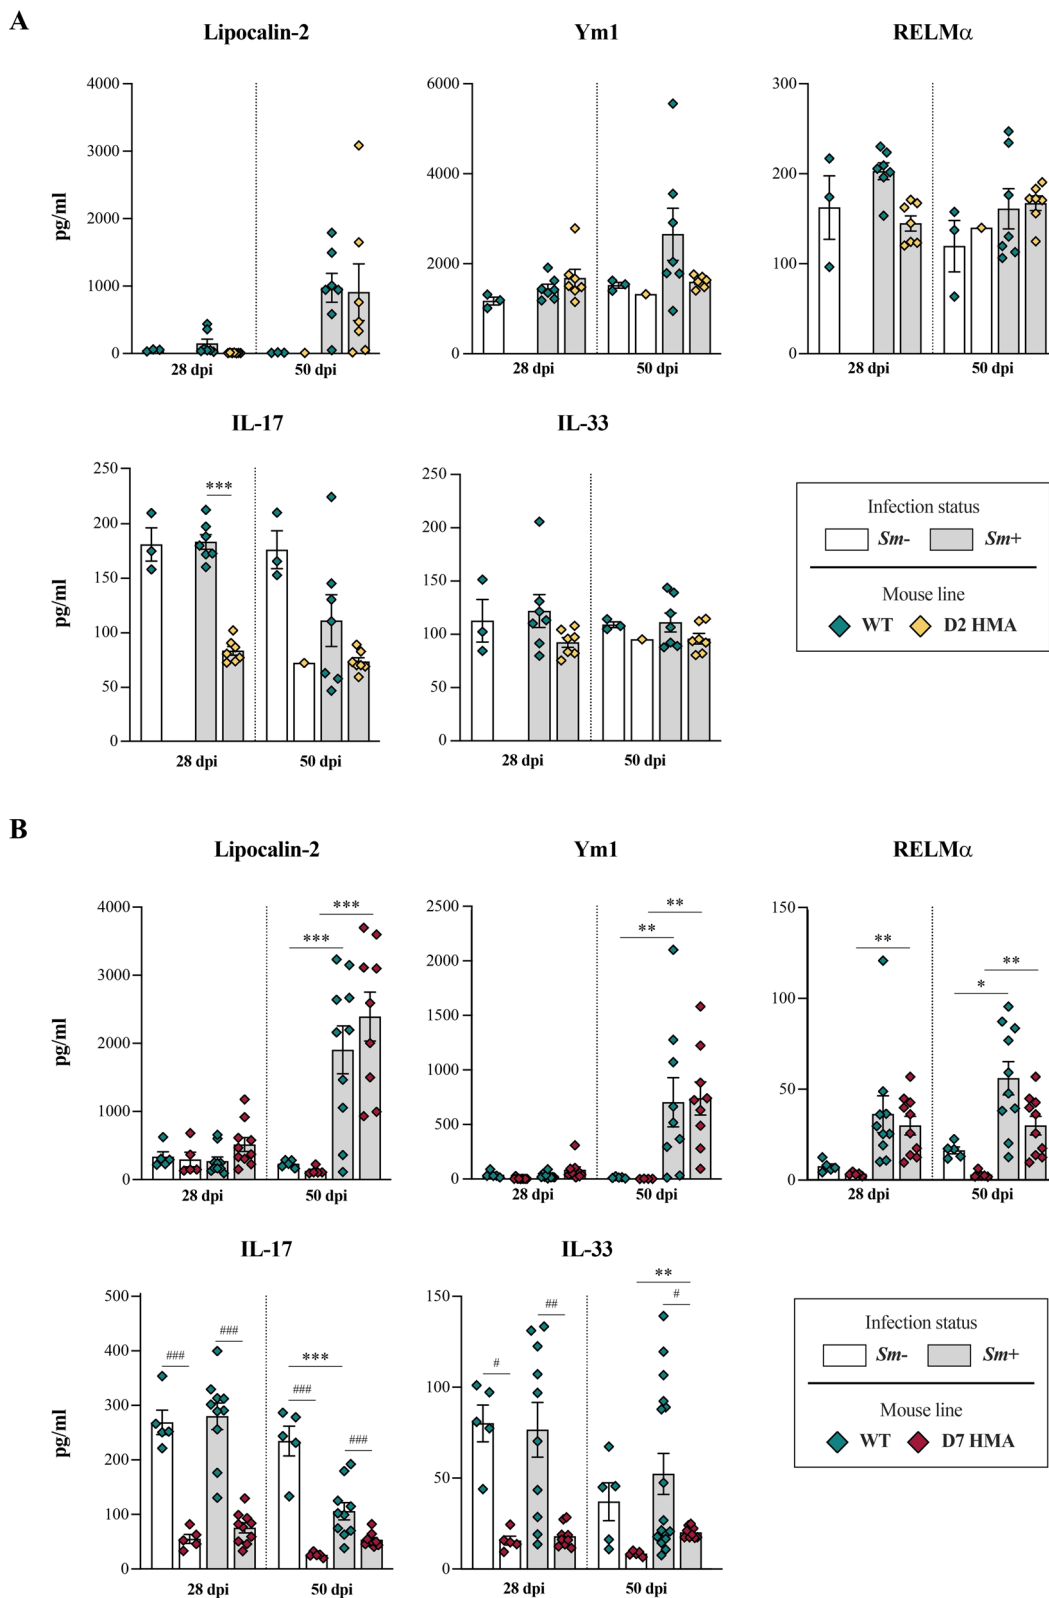 A
Lipocalin-2
Ym1
RELMα
pg/ml
4000
3000
2000
1000
0
28 dpi
50 dpi
6000
4000
2000
0
28 dpi
50 dpi
300
200
100
0
28 dpi
50 dpi
IL-17
IL-33
pg/ml
250
200
150
100
50
0
***
28 dpi
50 dpi
250
200
150
100
50
0
28 dpi
50 dpi
Infection status
Sm-
Sm+
Mouse line
WT
D2 HMA
B
Lipocalin-2
Ym1
RELMα
pg/ml
4000
3000
2000
1000
0
***
***
28 dpi
50 dpi
2500
2000
1500
1000
500
0
**
**
28 dpi
50 dpi
150
100
50
0
**
**
*
28 dpi
50 dpi
IL-17
IL-33
pg/ml
500
400
300
200
100
0
###
###
***
###
###
28 dpi
50 dpi
150
100
50
0
#
##
**
#
28 dpi
50 dpi
Infection status
Sm-
Sm+
Mouse line
WT
D7 HMA